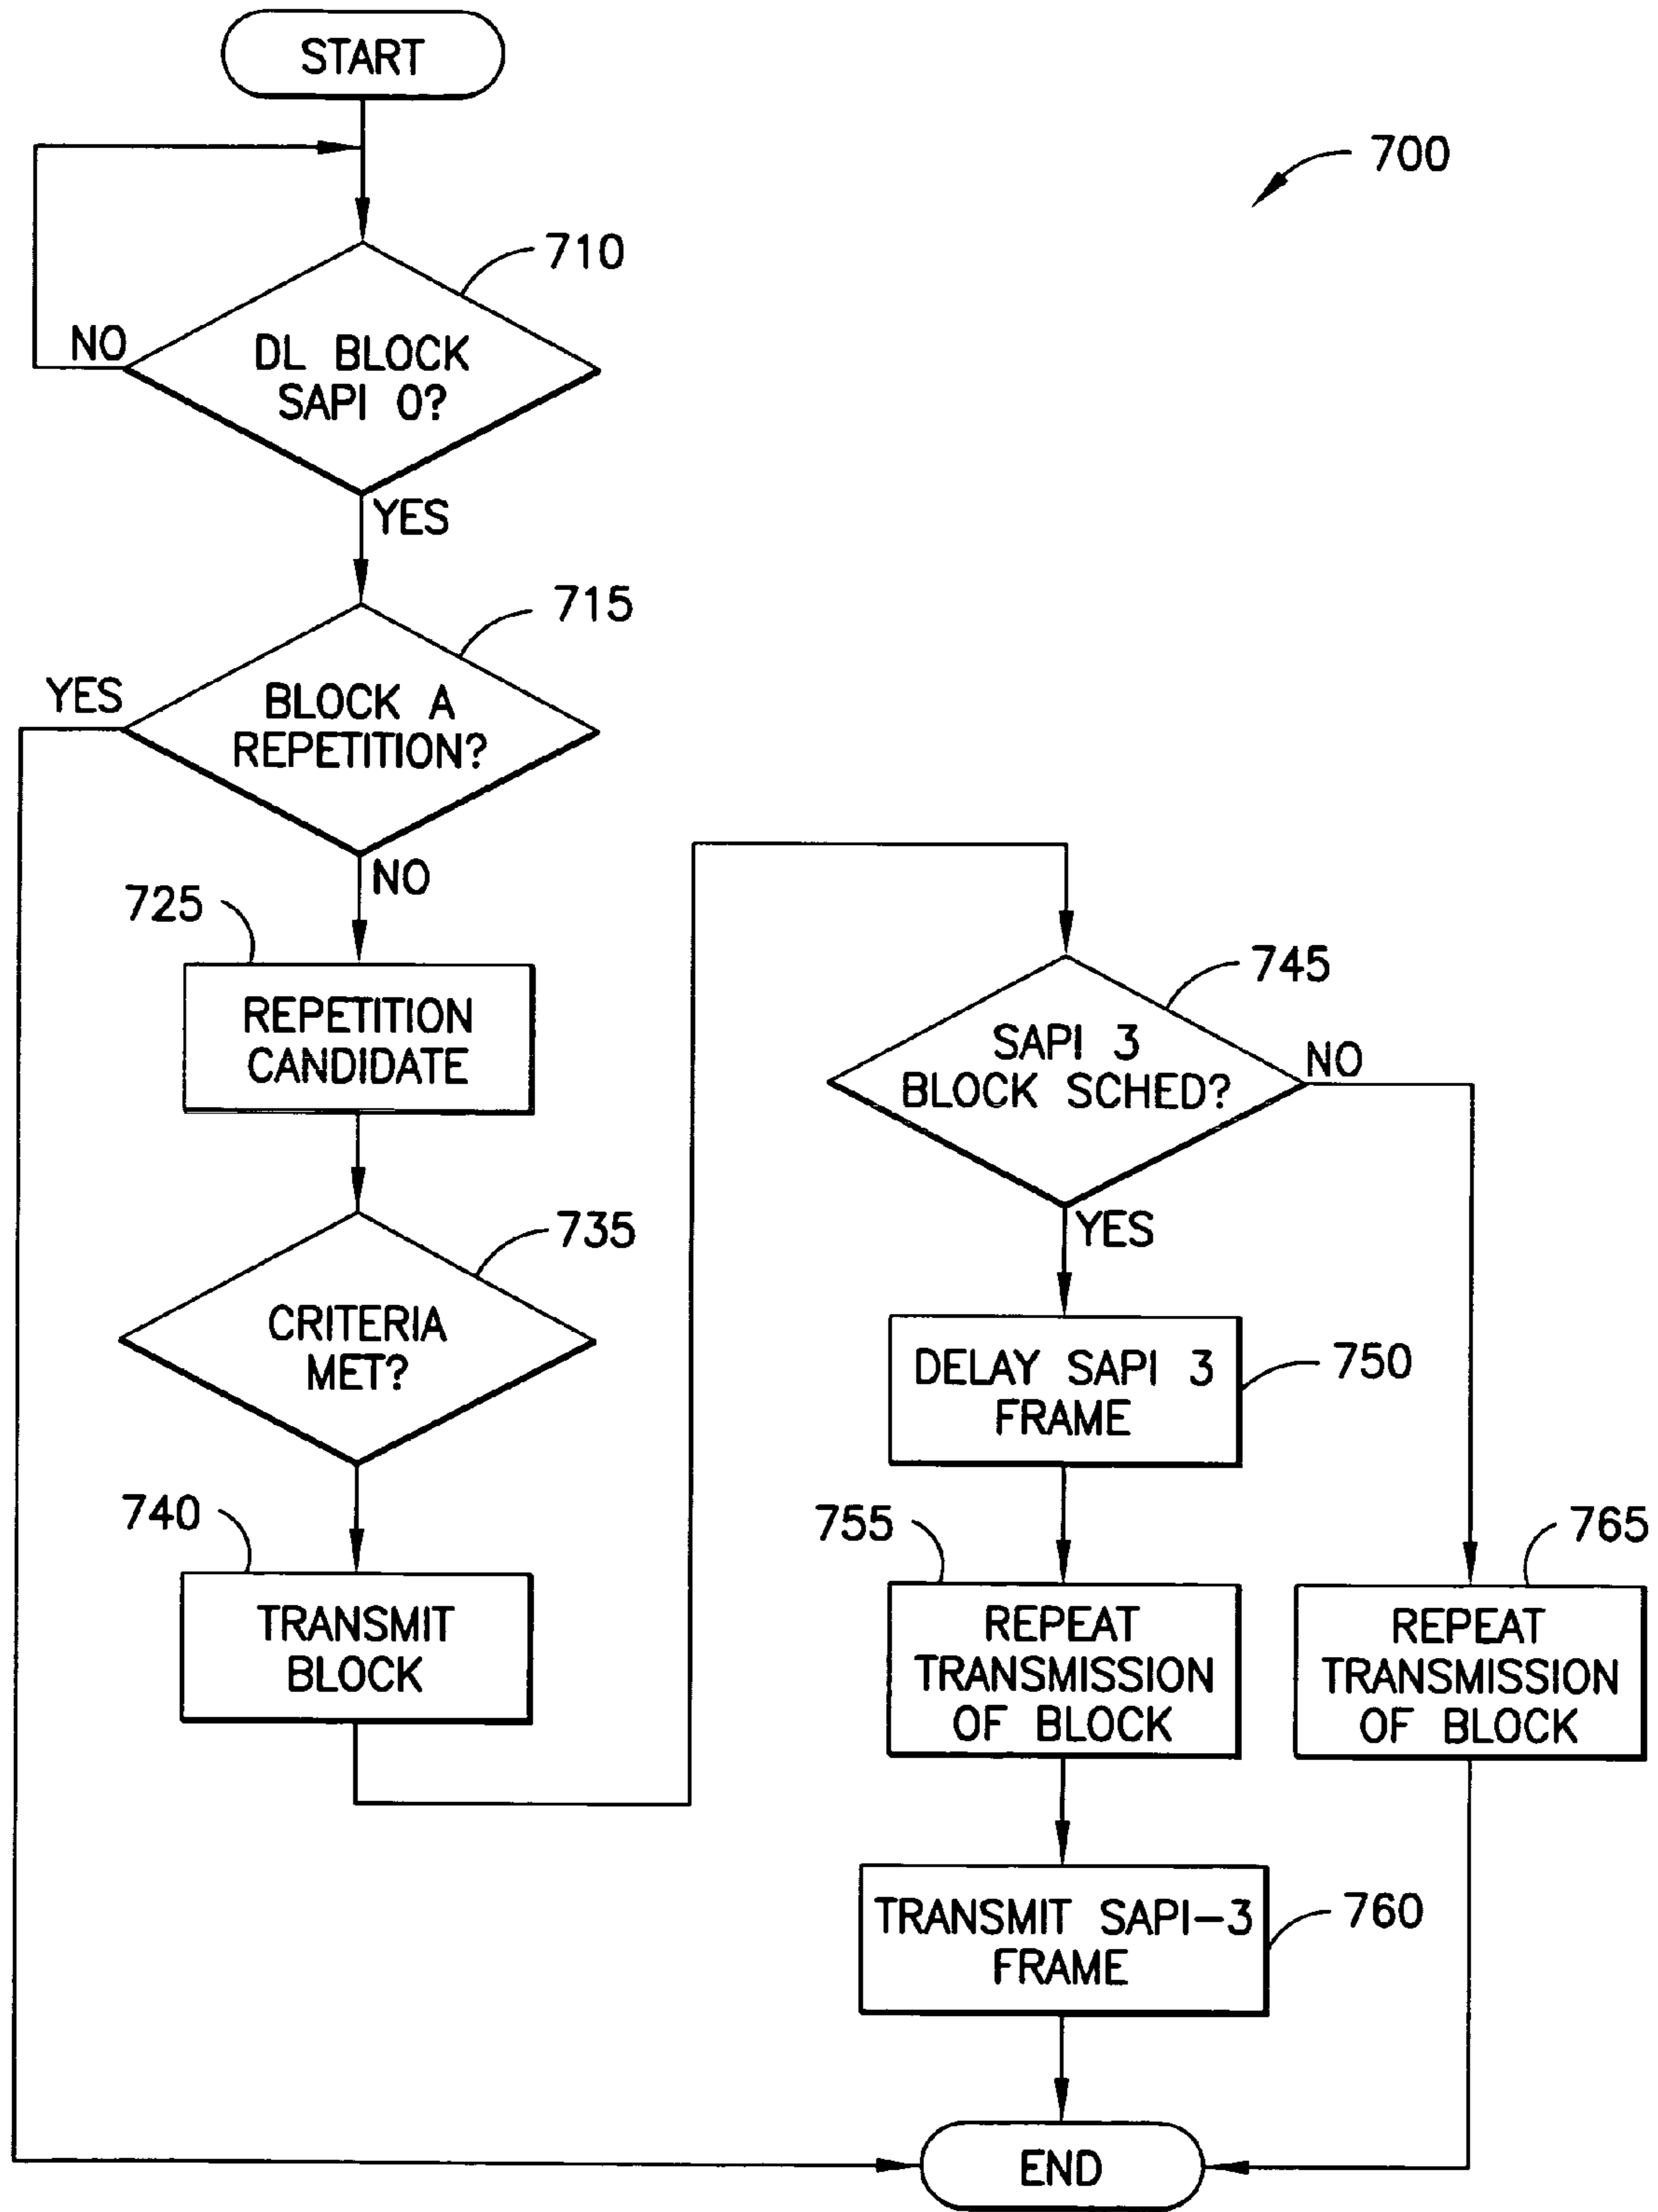 START
700
710
NO
DL BLOCK
SAPI 0?
YES
715
YES
BLOCK A
REPETITION?
NO
725
REPETITION
CANDIDATE
735
CRITERIA
MET?
740
TRANSMIT
BLOCK
745
SAPI 3
BLOCK SCHED?
NO
YES
DELAY SAPI 3
FRAME
750
755
REPEAT
TRANSMISSION
OF BLOCK
765
REPEAT
TRANSMISSION
OF BLOCK
TRANSMIT SAPI-3
FRAME
760
END